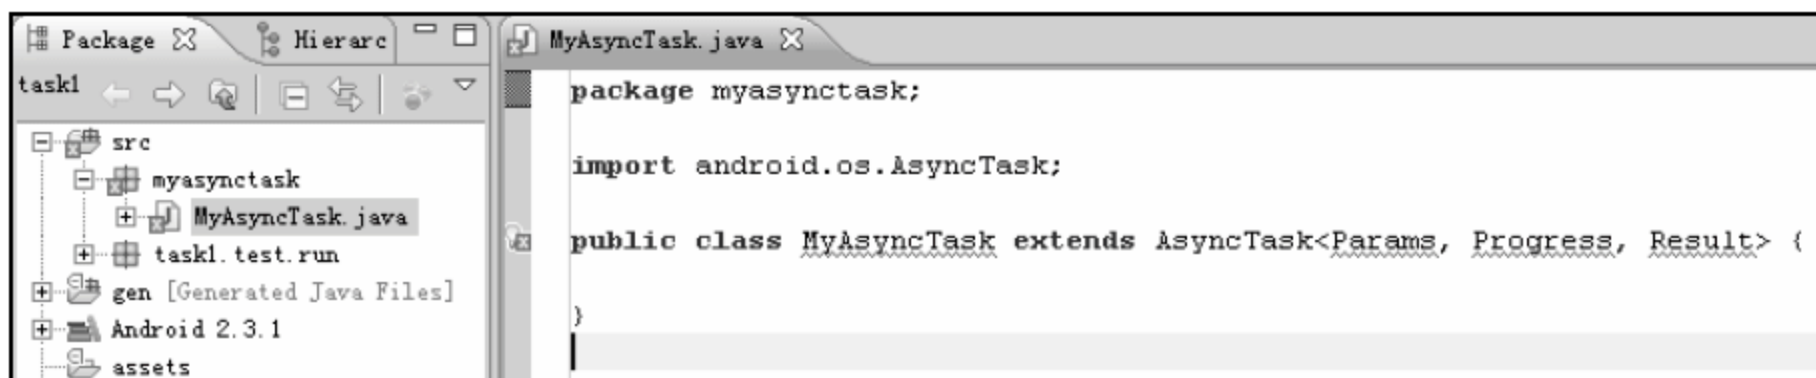 Package
Hierarc
task1
src
myasynctask
MyAsyncTask.java
task1.test.run
gen [Generated Java Files]
Android 2.3.1
assets
MyAsyncTask.java
package myasynctask;
import android.os.AsyncTask;
public class MyAsyncTask extends AsyncTask<Params, Progress, Result> {
}